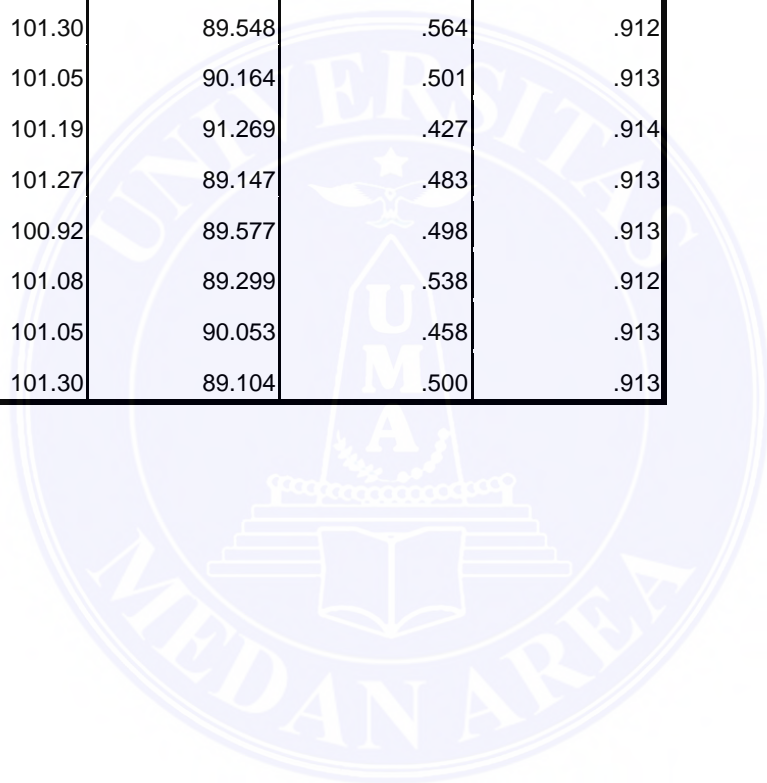 101.30 89.548 .564 .912
101.05 90.164 .501 .913
101.19 91.269 .427 .914
101.27 89.147 .483 .913
100.92 89.577 .498 .913
101.08 89.299 .538 .912
101.05 90.053 .458 .913
101.30 89.104 .500 .913
UNIVERSITAS
U
M
A
MEDAN AREA